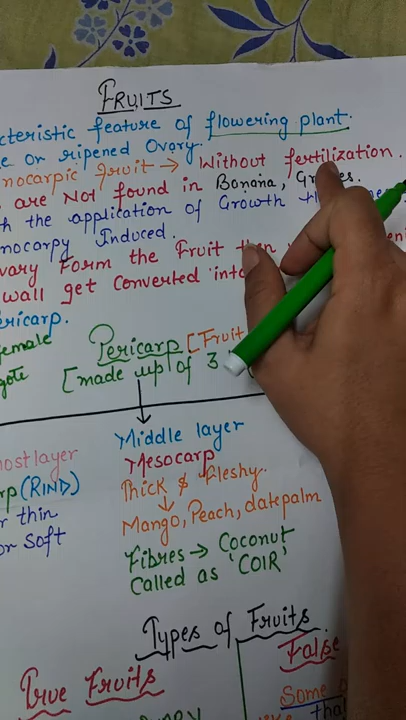 FRUITS
cteristic feature of flowering plant.
e or ripened Ovary.
nocarpic fruit → Without fertilization.
are Not found in Banana,
h the application of Growth
nocarpy Induced.
vary Form the Fruit
wall get Converted into
ericarp.
female
gote
Pericarp [Fruit
[made up of 3
Middle layer
most layer
Mesocarp
rp (RIND)
Thick & Fleshy.
r thin
or Soft
Mango, Peach, datepalm
Fibres → Coconut
Called as 'COIR'
Types of Fruits
True Fruits
False
Some